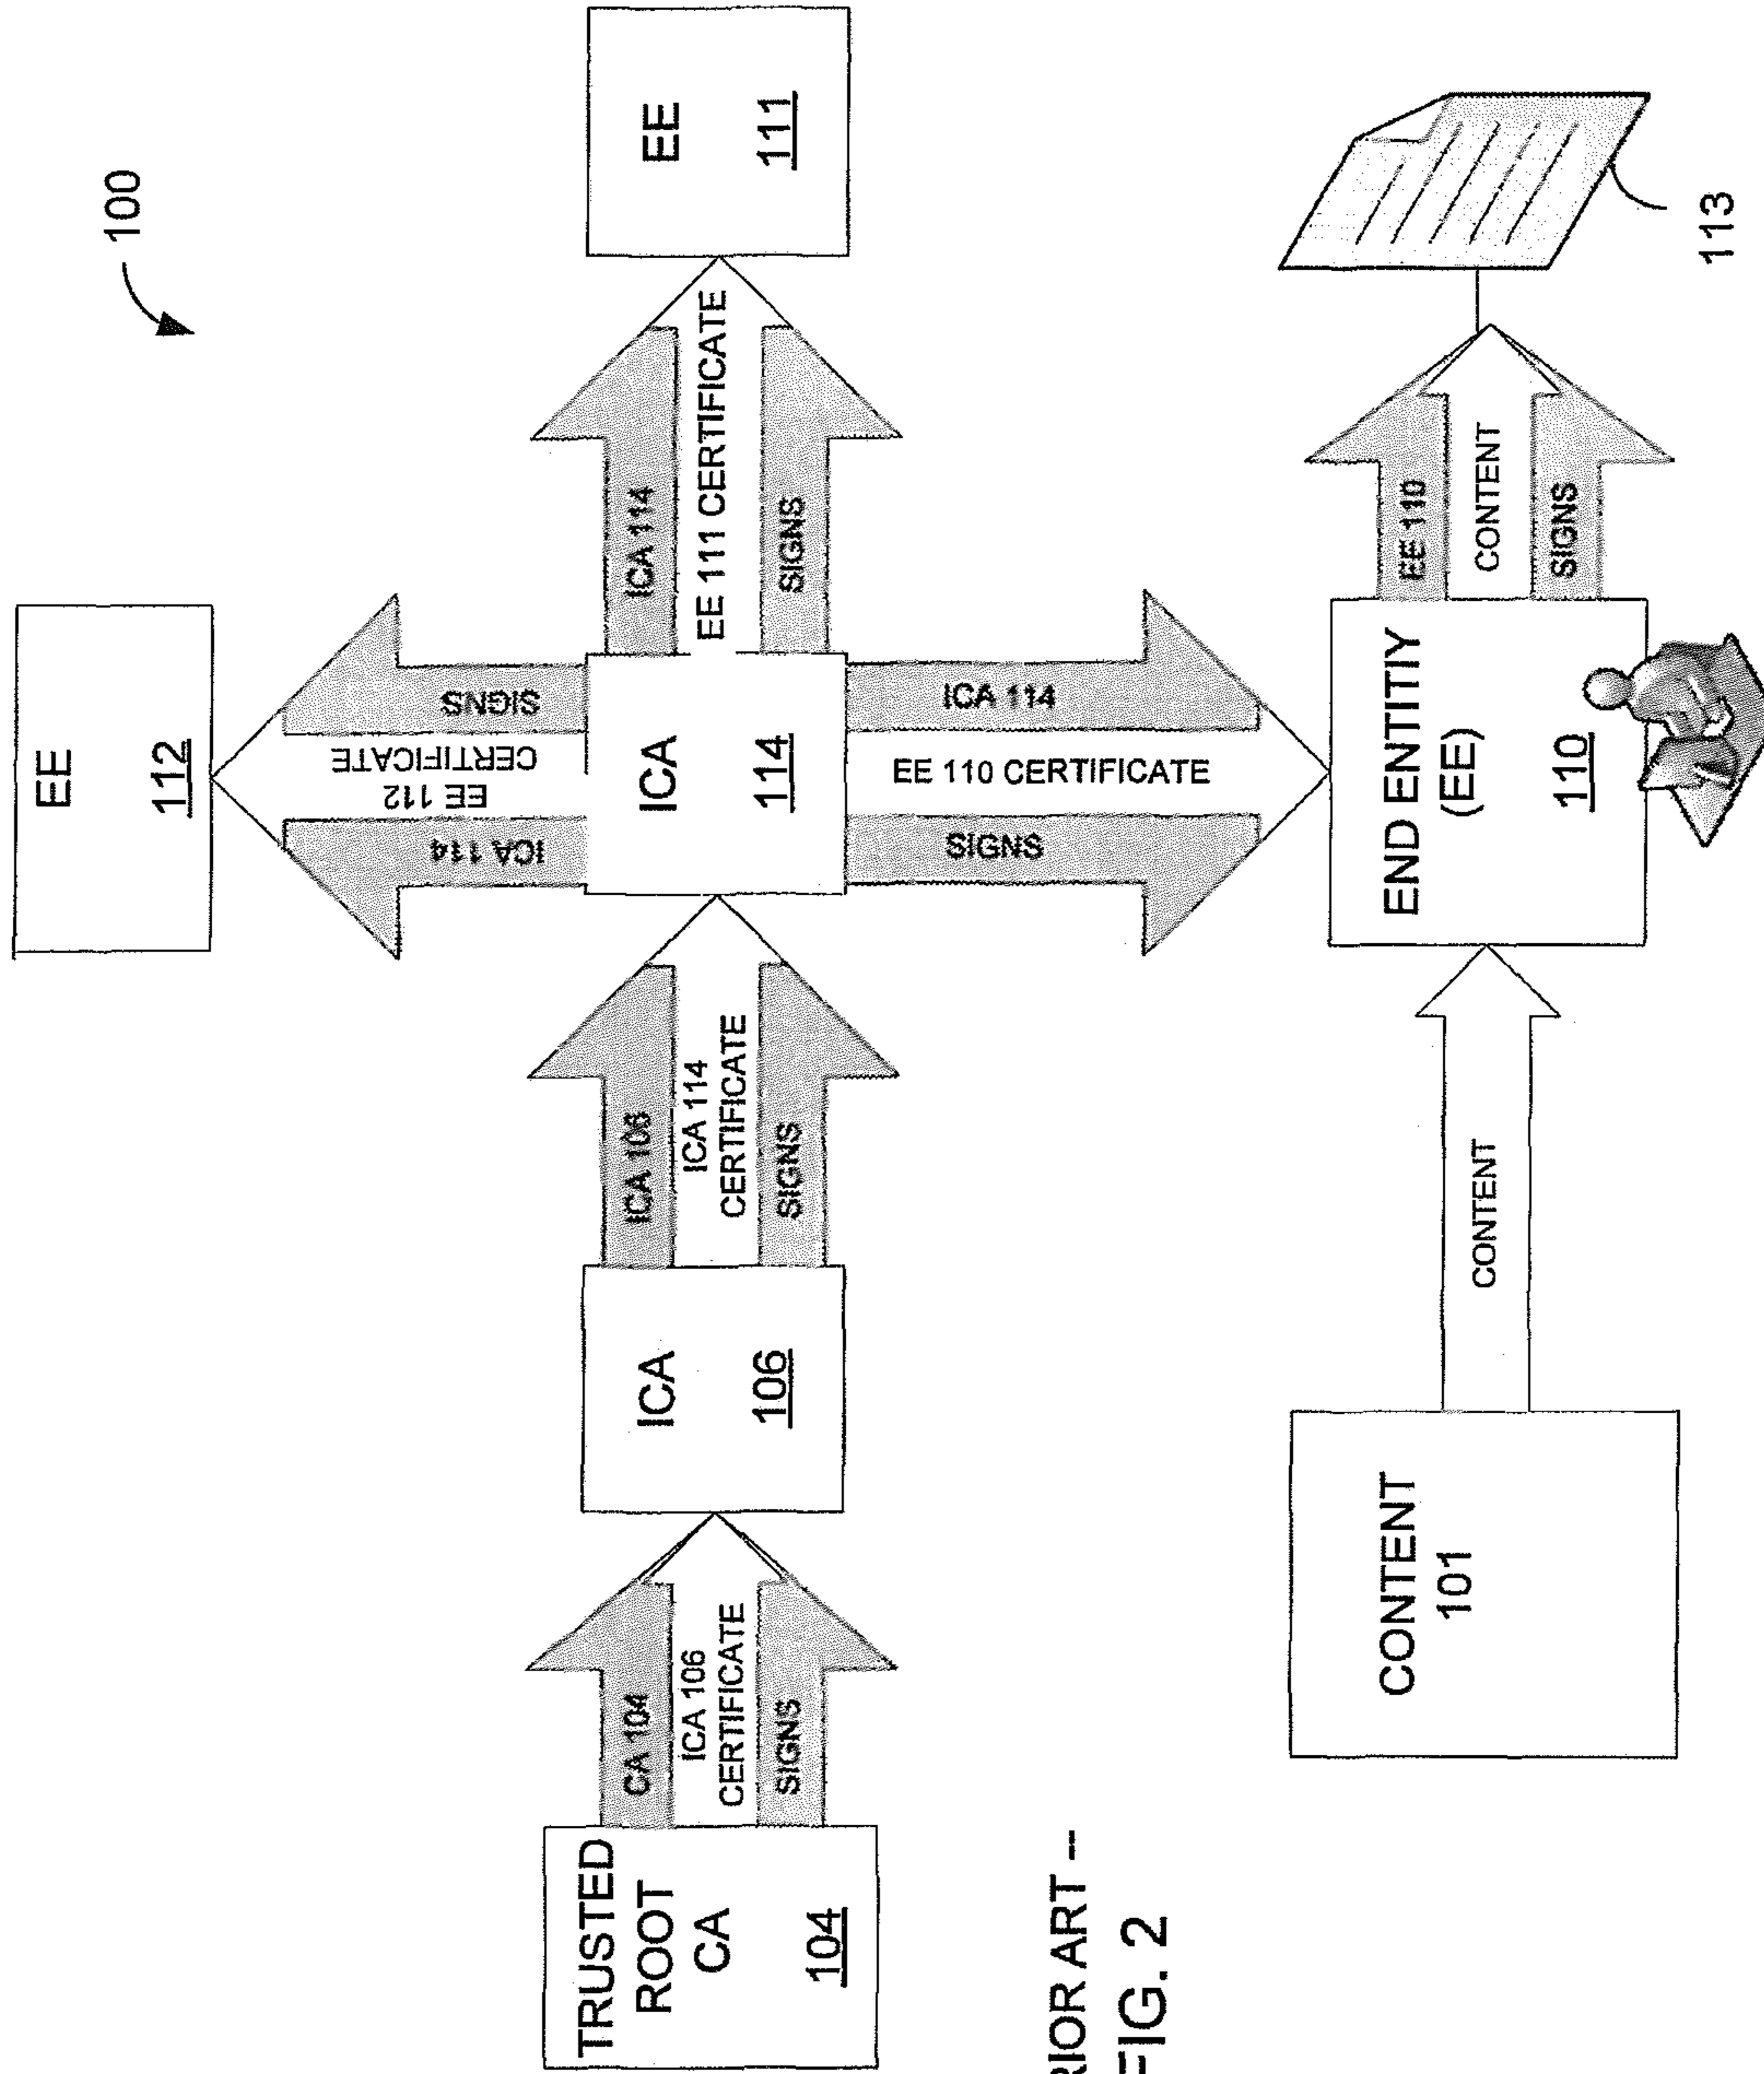 100
EE
112
SIGNS
EE 112
CERTIFICATE
ICA 114
TRUSTED
ROOT
CA
104
CA 104
ICA 106
CERTIFICATE
SIGNS
ICA
106
ICA 106
ICA 114
CERTIFICATE
SIGNS
ICA
114
ICA 114
EE 111 CERTIFICATE
SIGNS
EE
111
ICA 114
EE 110 CERTIFICATE
SIGNS
CONTENT
101
CONTENT
END ENTITIY
(EE)
110
EE 110
CONTENT
SIGNS
113
RIOR ART --
FIG. 2